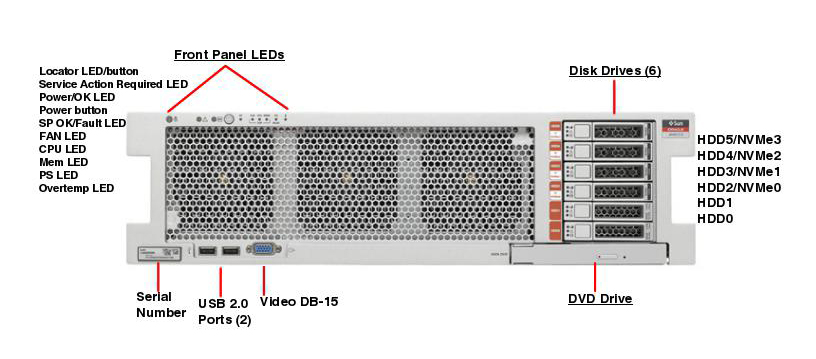 Front Panel LEDs
Locator LED/button
Service Action Required LED
Power/OK LED
Power button
SP OK/Fault LED
FAN LED
CPU LED
Mem LED
PS LED
Overtemp LED
Disk Drives (6)
Sun
HDD5/NVMe3
HDD4/NVMe2
HDD3/NVMe1
HDD2/NVMe0
HDD1
HDD0
Serial
Number
USB 2.0
Ports (2)
Video DB-15
DVD Drive